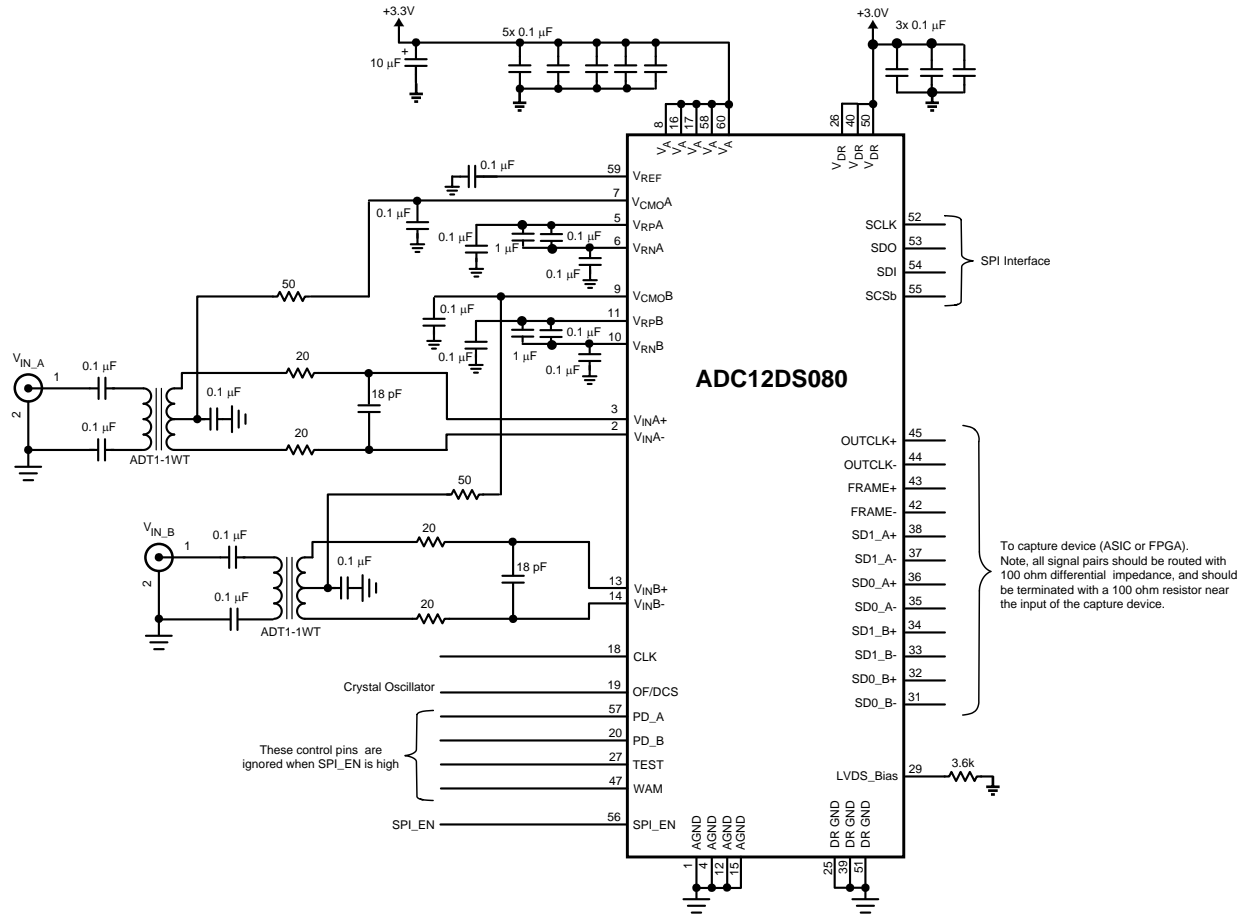 +3.3V
5x 0.1 µF
+
10 µF
+3.0V
3x 0.1 µF
8
16
17
58
60
VA
VA
VA
VA
VA
26
40
50
VDR
VDR
VDR
0.1 µF
59
VREF
7
VCMOA
0.1 µF
5
VRPA
0.1 µF
1 µF
0.1 µF
6
VRNA
0.1 µF
50
9
VCMOB
0.1 µF
11
VRPB
0.1 µF
1 µF
0.1 µF
10
VRNB
0.1 µF
ADC12DS080
SCLK
52
SDO
53
SDI
54
SCSb
55
SPI Interface
VIN_A
1
2
0.1 µF
0.1 µF
ADT1-1WT
0.1 µF
20
20
18 pF
3
VINA+
2
VINA-
50
VIN_B
1
2
0.1 µF
0.1 µF
ADT1-1WT
0.1 µF
20
20
18 pF
13
VINB+
14
VINB-
OUTCLK+
45
OUTCLK-
44
FRAME+
43
FRAME-
42
SD1_A+
38
SD1_A-
37
SD0_A+
36
SD0_A-
35
SD1_B+
34
SD1_B-
33
SD0_B+
32
SD0_B-
31
To capture device (ASIC or FPGA).
Note, all signal pairs should be routed with
100 ohm differential impedance, and should
be terminated with a 100 ohm resistor near
the input of the capture device.
18
CLK
Crystal Oscillator
19
OF/DCS
57
PD_A
20
PD_B
These control pins are
ignored when SPI_EN is high
27
TEST
47
WAM
SPI_EN
56
SPI_EN
LVDS_Bias
29
3.6k
AGND
AGND
AGND
AGND
1
4
12
15
DR GND
DR GND
DR GND
25
39
51